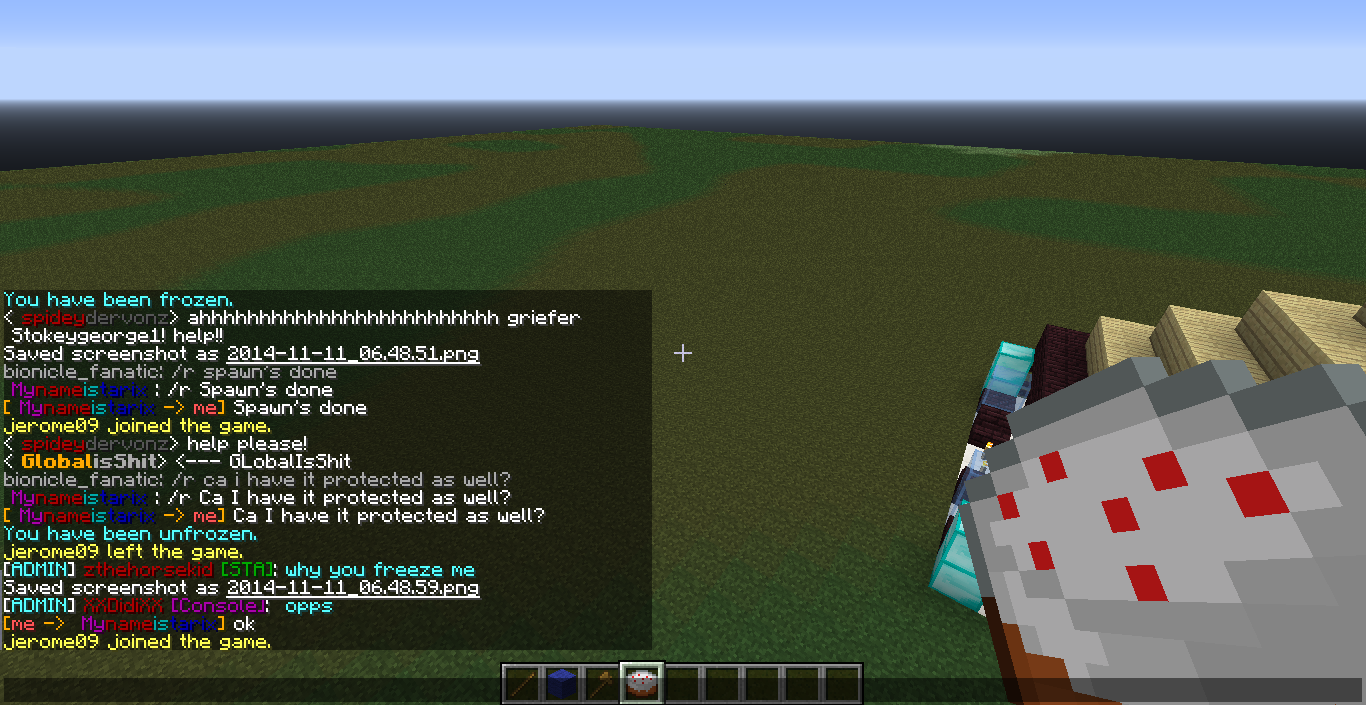 You have been frozen.
< spideydervonz> ahhhhhhhhhhhhhhhhhhhhhhhhhh griefer
Stokeygeorge1! help!!
Saved screenshot as 2014-11-11_06.48.51.png
bionicle_fanatic: /r spawn's done
Mynameistarix : /r Spawn's done
[ Mynameistarix -> me] Spawn's done
jerome09 joined the game.
< spideydervonz> help please!
< GlobalisShit> <--- GLobalIsShit
bionicle_fanatic: /r ca i have it protected as well?
Mynameistarix : /r Ca I have it protected as well?
[ Mynameistarix -> me] Ca I have it protected as well?
You have been unfrozen.
jerome09 left the game.
[ADMIN] zthehorsekid [STA]: why you freeze me
Saved screenshot as 2014-11-11_06.48.59.png
[ADMIN] XXDidiXX [Console]: opps
[me -> Mynameistarix] ok
jerome09 joined the game.